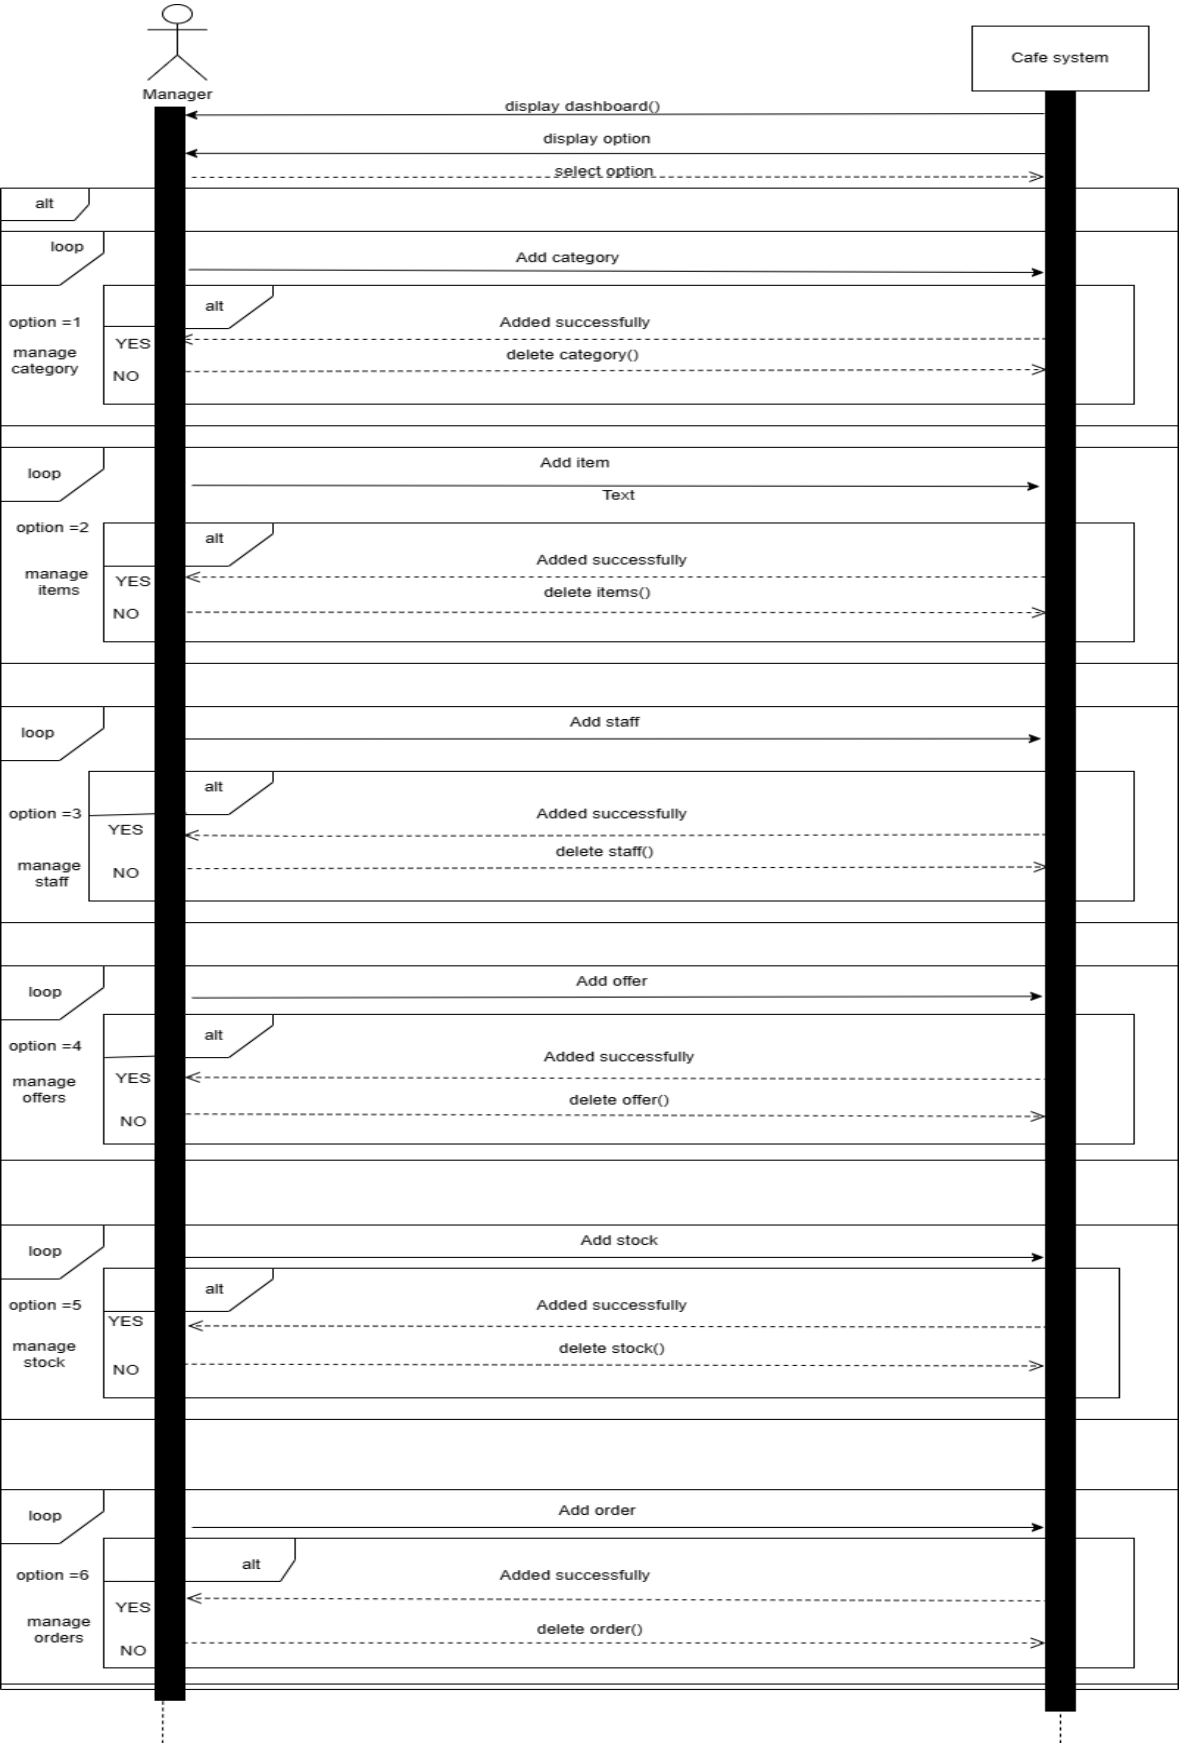 Manager
Cafe system
display dashboard()
display option
select option
alt
loop
Add category
alt
option =1
Added successfully
YES
manage
category
delete category()
NO
loop
Add item
Text
option =2
alt
Added successfully
manage
items
YES
delete items()
NO
loop
Add staff
alt
option =3
Added successfully
YES
delete staff()
manage
staff
NO
loop
Add offer
alt
option =4
Added successfully
YES
manage
offers
delete offer()
NO
loop
Add stock
alt
option =5
Added successfully
YES
manage
stock
delete stock()
NO
loop
Add order
alt
option =6
Added successfully
YES
manage
orders
delete order()
NO